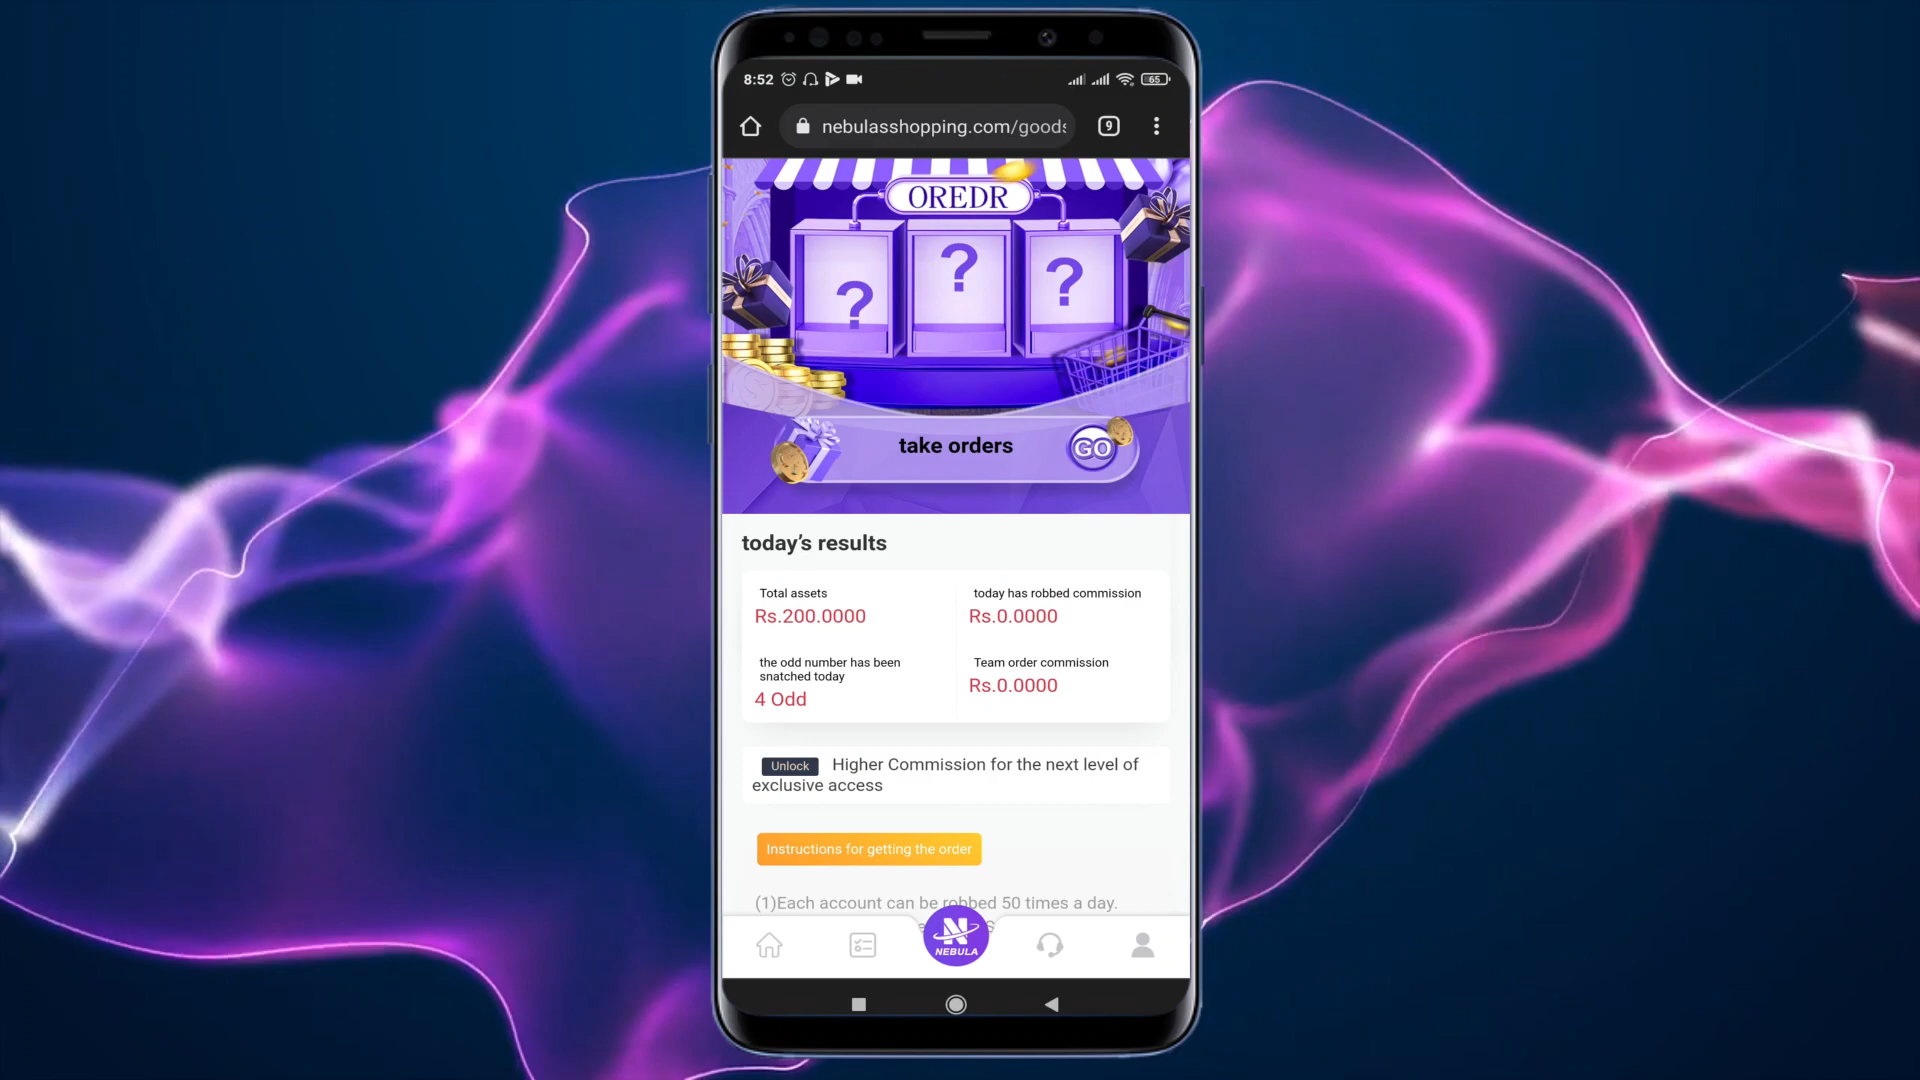 8:52
65
nebulasshopping.com/goods
9
OREDR
? ? ?
take orders
GO
today’s results
Total assets
Rs.200.0000
today has robbed commission
Rs.0.0000
the odd number has been
snatched today
4 Odd
Team order commission
Rs.0.0000
Unlock Higher Commission for the next level of
exclusive access
Instructions for getting the order
(1)Each account can be robbed 50 times a day.
N
NEBULA